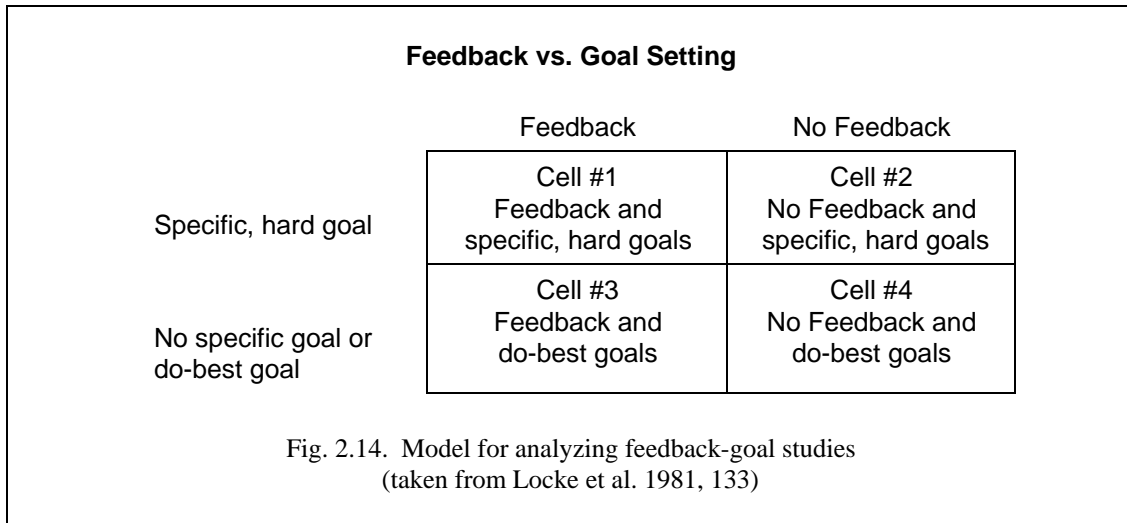 Feedback vs. Goal Setting
Feedback No Feedback
Specific, hard goal
Cell #1
Feedback and
specific, hard goals
Cell #2
No Feedback and
specific, hard goals
No specific goal or
do-best goal
Cell #3
Feedback and
do-best goals
Cell #4
No Feedback and
do-best goals
Fig. 2.14. Model for analyzing feedback-goal studies
(taken from Locke et al. 1981, 133)